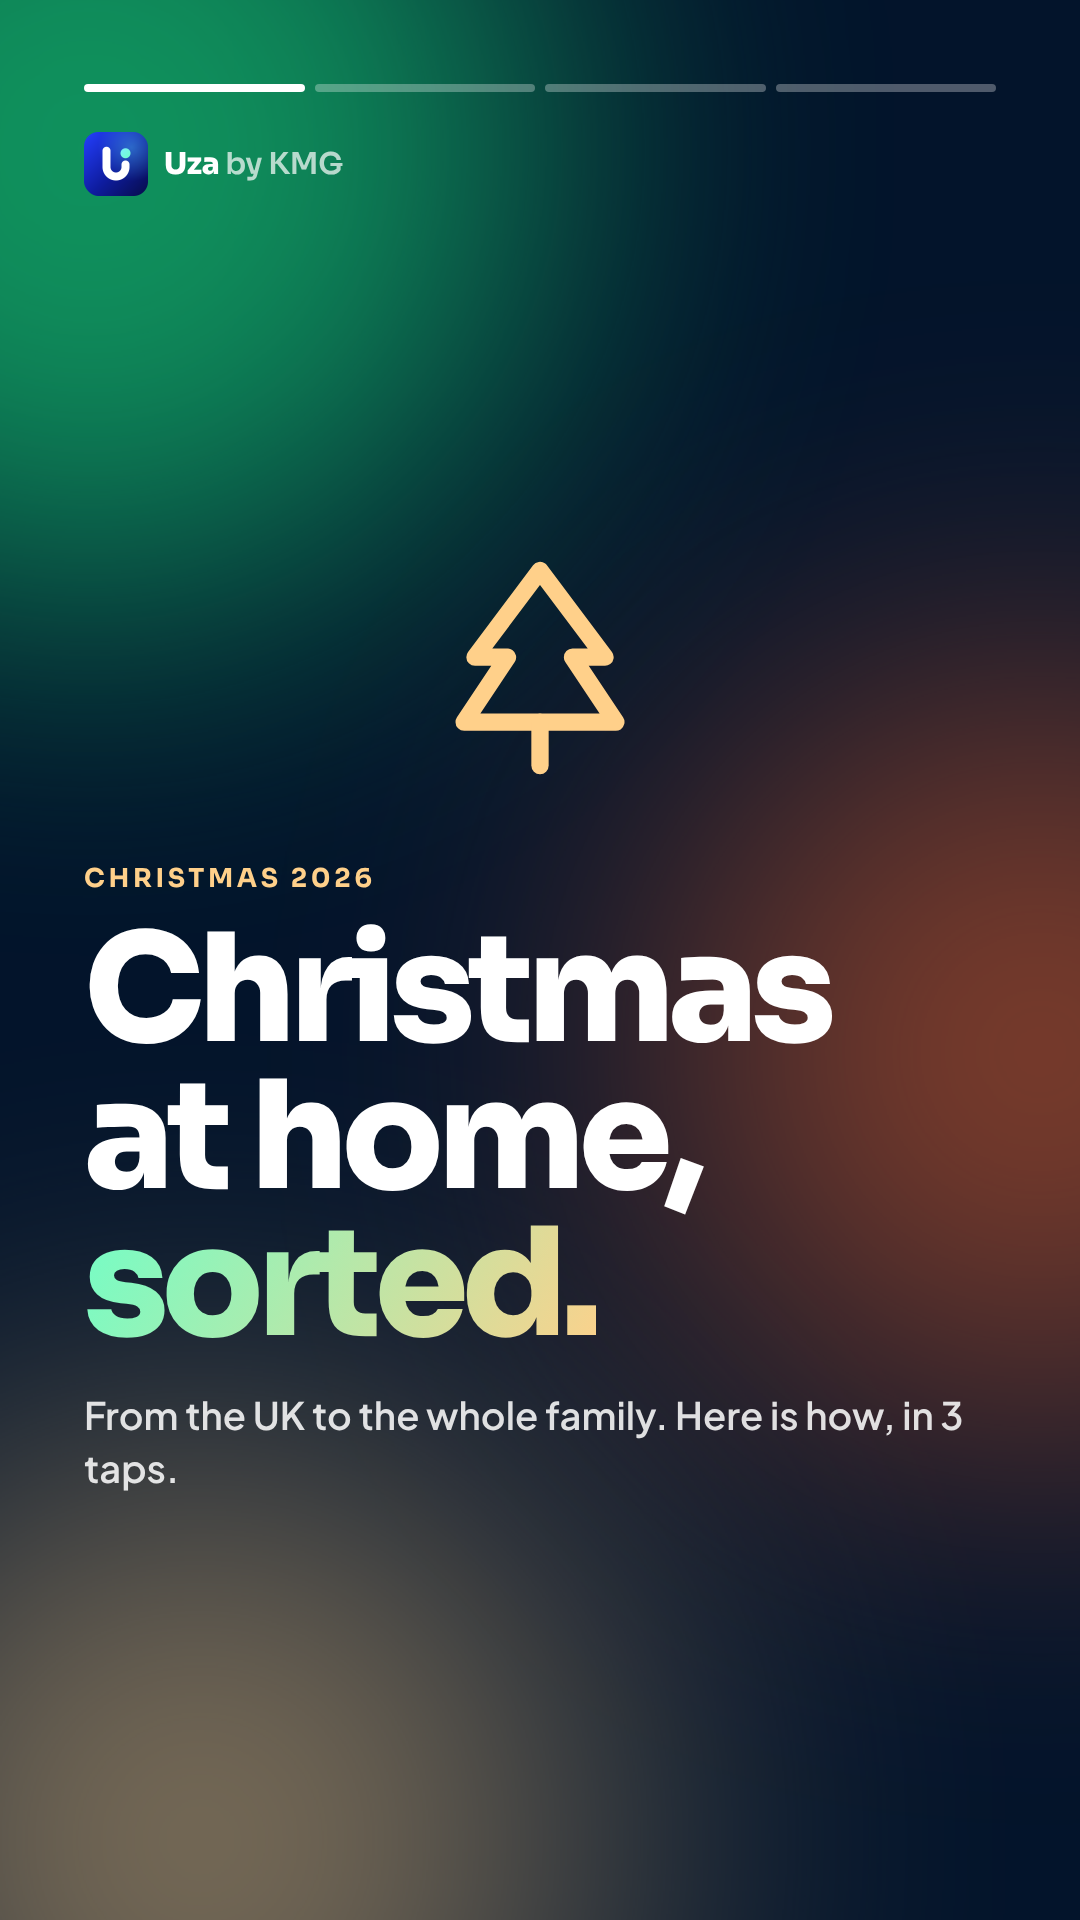 Uza by KMG
CHRISTMAS 2026
Christmas
at home,
sorted.
From the UK to the whole family. Here is how, in 3
taps.